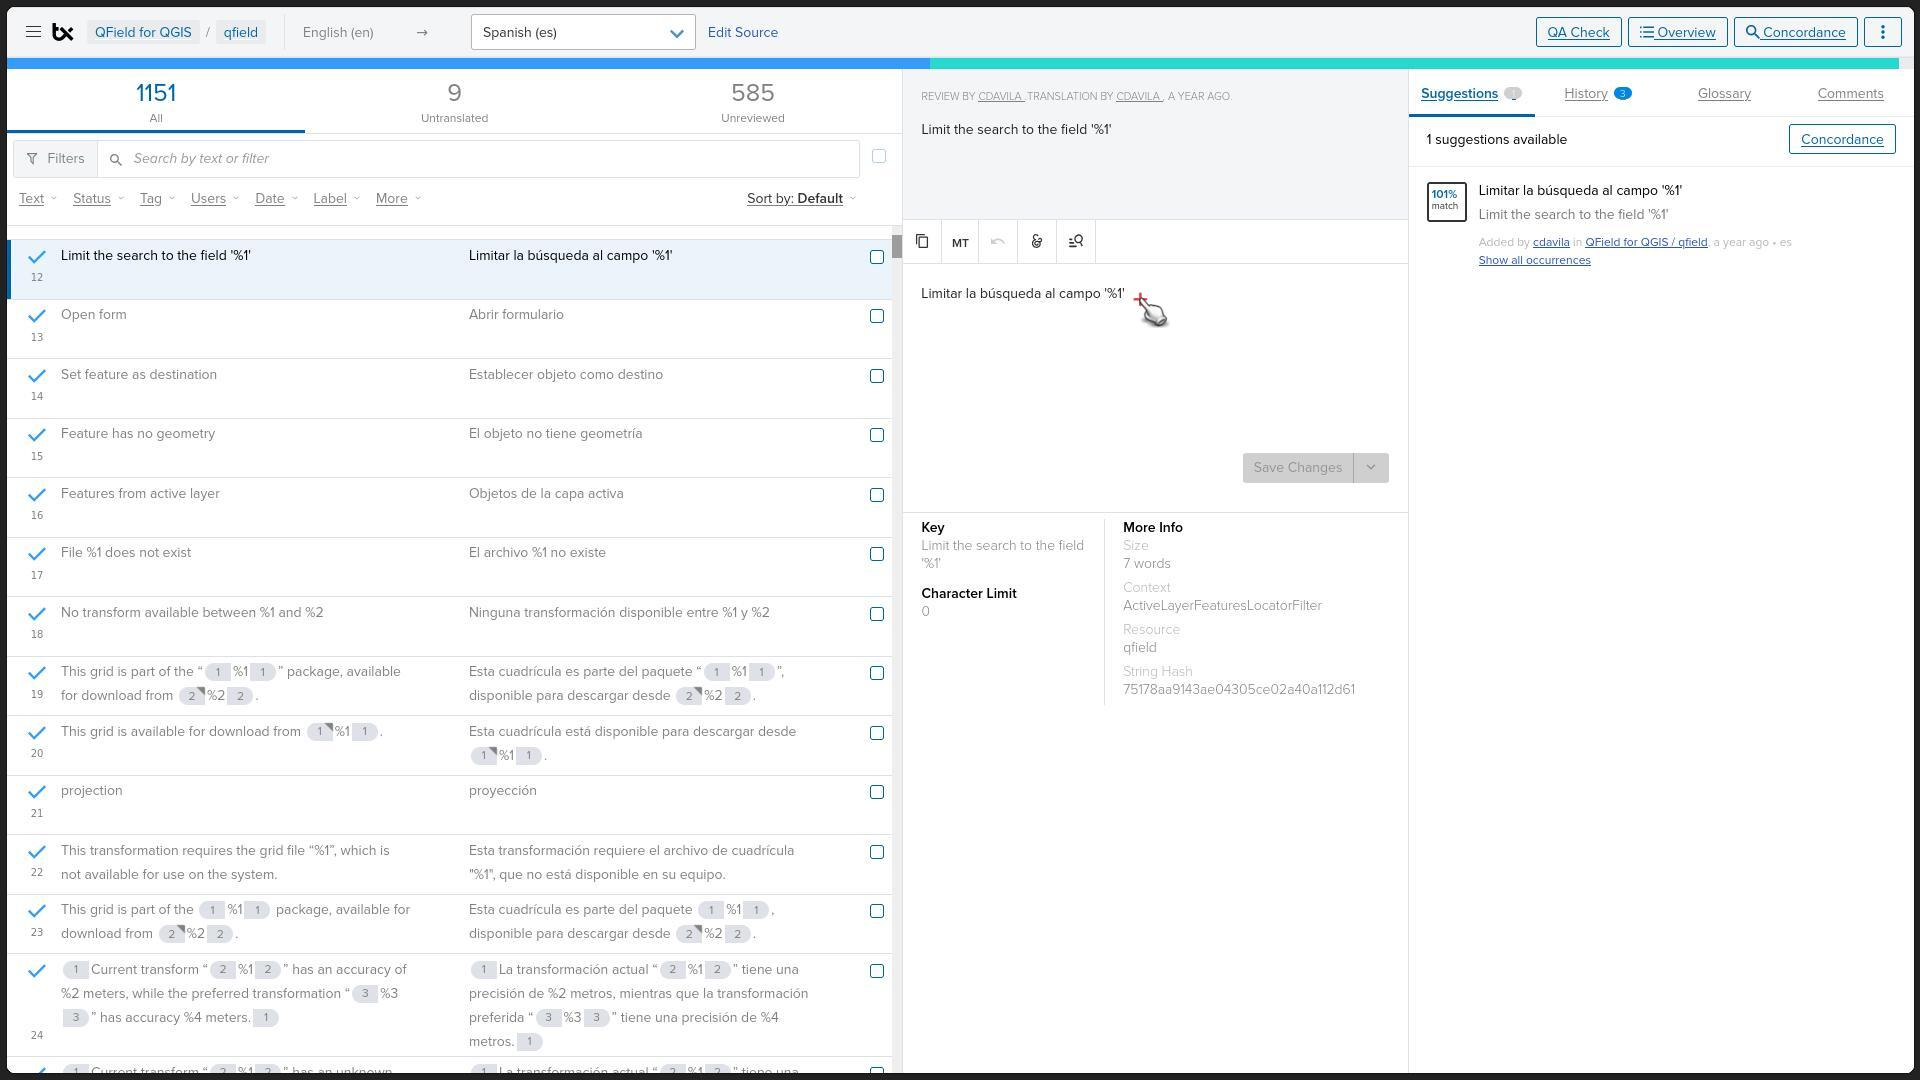 tx QField for QGIS / qfield English (en) → Spanish (es) Edit Source QA Check Overview Concordance
1151 All
9 Untranslated
585 Unreviewed
Filters Search by text or filter
Text Status Tag Users Date Label More Sort by: Default
12 Limit the search to the field '%1' Limitar la búsqueda al campo '%1'
13 Open form Abrir formulario
14 Set feature as destination Establecer objeto como destino
15 Feature has no geometry El objeto no tiene geometría
16 Features from active layer Objetos de la capa activa
17 File %1 does not exist El archivo %1 no existe
18 No transform available between %1 and %2 Ninguna transformación disponible entre %1 y %2
19 This grid is part of the “ 1 %1 1 ” package, available
for download from 2 %2 2 .
Esta cuadrícula es parte del paquete “ 1 %1 1 ”,
disponible para descargar desde 2 %2 2 .
20 This grid is available for download from 1 %1 1 .
Esta cuadrícula está disponible para descargar desde
1 %1 1 .
21 projection proyección
22 This transformation requires the grid file “%1”, which is
not available for use on the system.
Esta transformación requiere el archivo de cuadrícula
"%1", que no está disponible en su equipo.
23 This grid is part of the 1 %1 1 package, available for
download from 2 %2 2 .
Esta cuadrícula es parte del paquete 1 %1 1 ,
disponible para descargar desde 2 %2 2 .
24 1 Current transform “ 2 %1 2 ” has an accuracy of
%2 meters, while the preferred transformation “ 3 %3
3 ” has accuracy %4 meters. 1
1 La transformación actual “ 2 %1 2 ” tiene una
precisión de %2 metros, mientras que la transformación
preferida “ 3 %3 3 ” tiene una precisión de %4
metros. 1
1 Current transform “ 2 %1 2 ” has an unknown
1 La transformación actual “ 2 %1 2 ” tiene una
REVIEW BY CDAVILA TRANSLATION BY CDAVILA , A YEAR AGO.
Limit the search to the field '%1'
MT
Limitar la búsqueda al campo '%1'
Save Changes
Key
Limit the search to the field
'%1'
Character Limit
0
More Info
Size
7 words
Context
ActiveLayerFeaturesLocatorFilter
Resource
qfield
String Hash
75178aa9143ae04305ce02a40a112d61
Suggestions 1 History 3 Glossary Comments
1 suggestions available Concordance
101% match
Limitar la búsqueda al campo '%1'
Limit the search to the field '%1'
Added by cdavila in QField for QGIS / qfield, a year ago • es
Show all occurrences